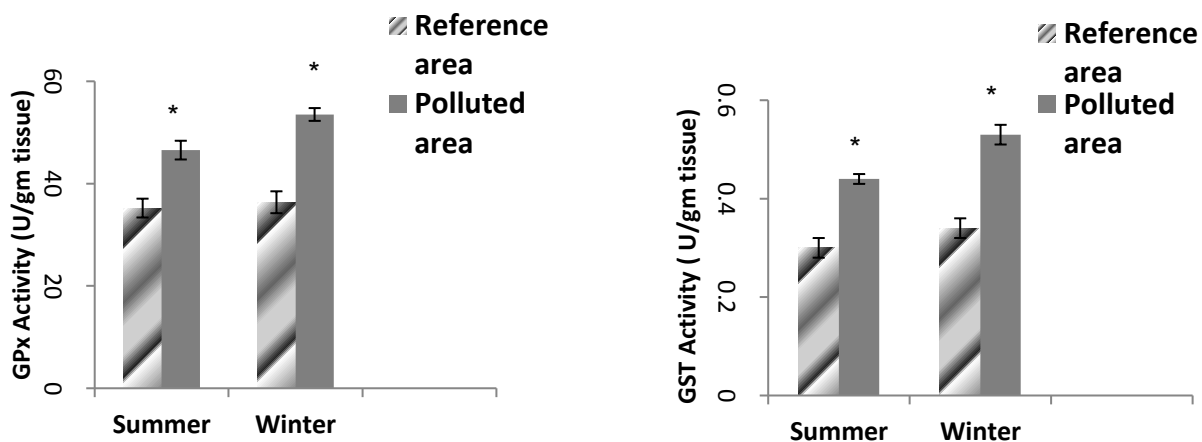 Reference
area
Polluted
area
GPx Activity (U/gm tissue)
60
40
20
0
*
*
Summer
Winter
Reference
area
Polluted
area
GST Activity ( U/gm tissue)
0.6
0.4
0.2
0
*
*
Summer
Winter